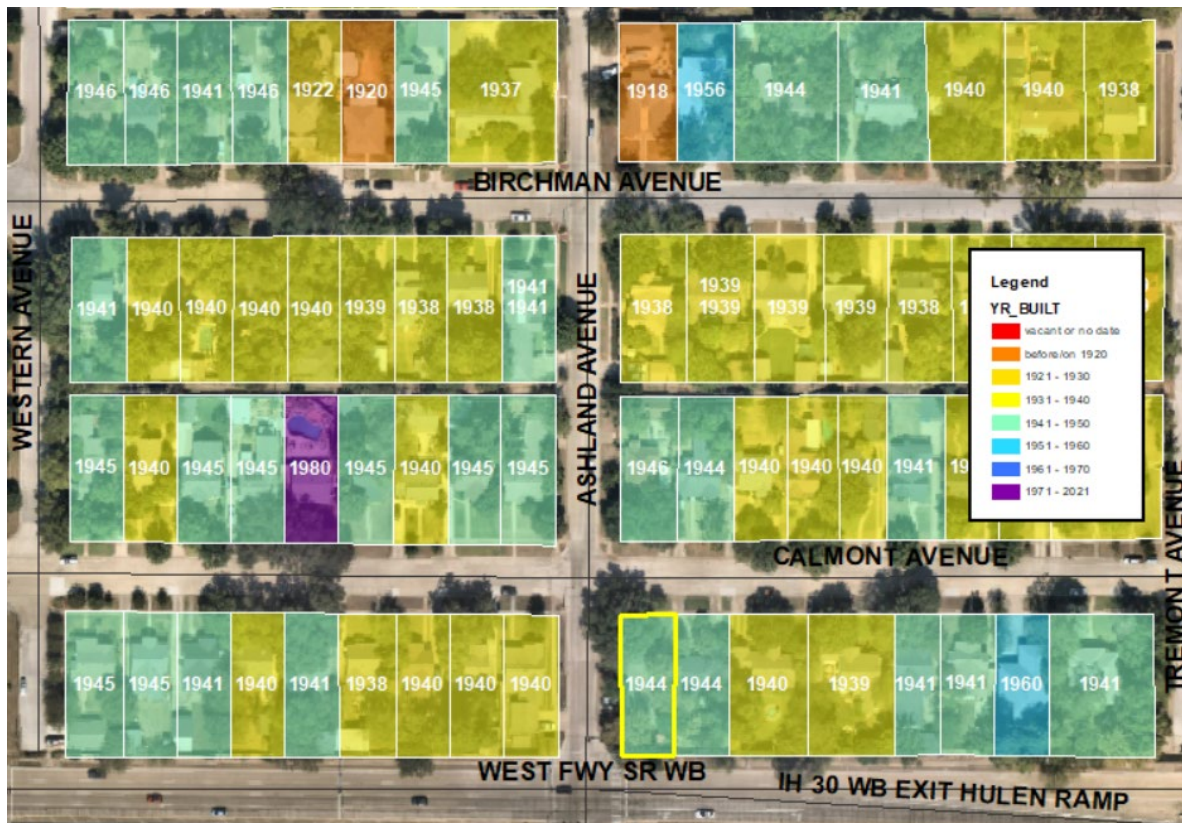 1946 1946 1941 1946 1922 1920 1945 1937 1918 1956 1944 1941 1940 1940 1938
BIRCHMAN AVENUE
WESTERN AVENUE
ASHLAND AVENUE
TREMONT AVENUE
1941
1941 1940 1940 1940 1940 1939 1938 1938 1941
1939
1938 1939 1939 1939 1938
Legend
YR_BUILT
vacant or no date
before/on 1920
1921 - 1930
1931 - 1940
1941 - 1950
1951 - 1960
1961 - 1970
1971 - 2021
1945 1940 1945 1945 1980 1945 1940 1945 1945 1946 1944 1940 1940 1940 1941
CALMONT AVENUE
1945 1945 1941 1940 1941 1938 1940 1940 1940 1944 1944 1940 1939 1941 1941 1960 1941
WEST FWY SR WB
IH 30 WB EXIT HULEN RAMP